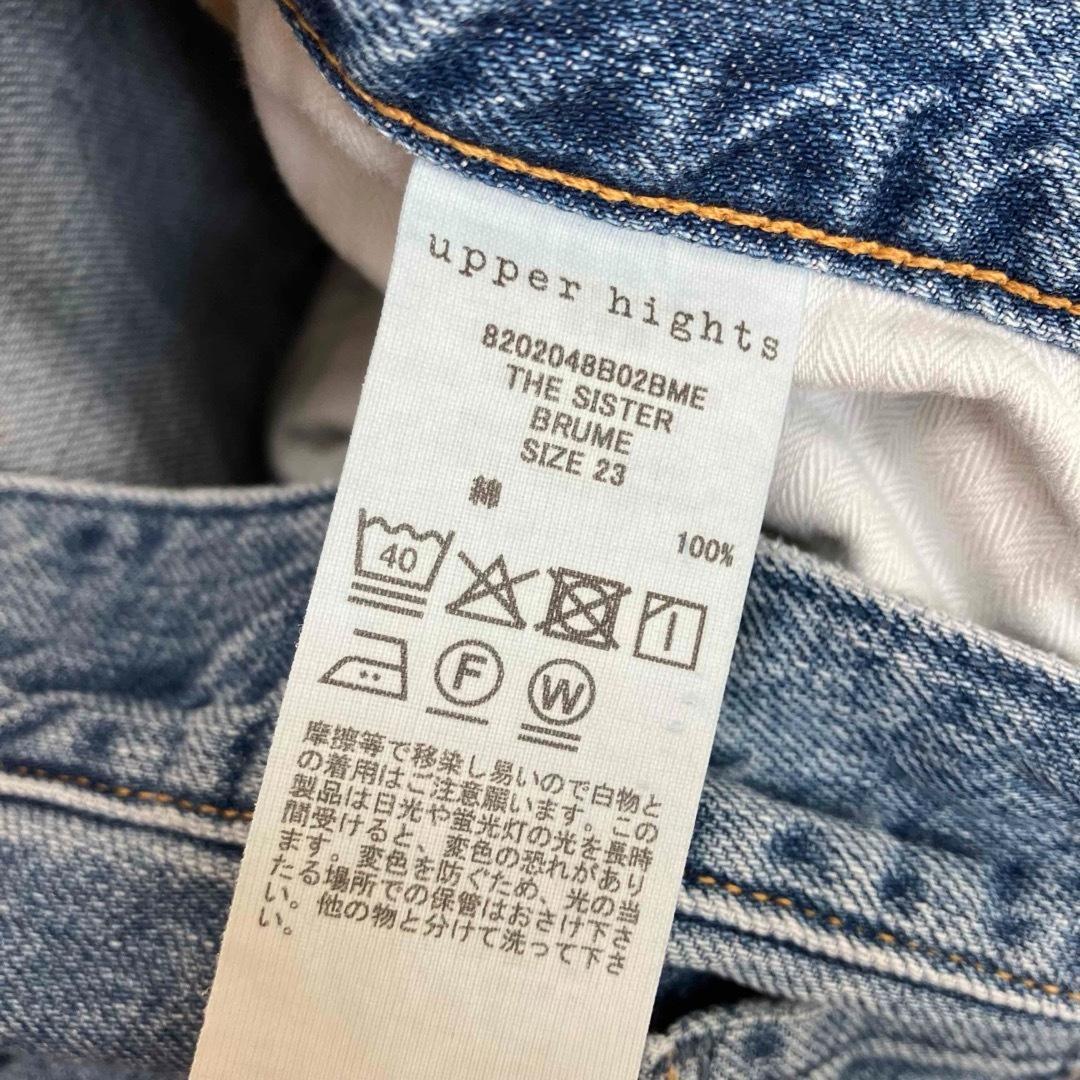 upper hights
8202048B02BME
THE SISTER
BRUME
SIZE 23
綿 100%
40
F W
摩擦等で移染し易いので白物と
の着用はご注意願います。この
製品は日光や蛍光灯の光を長時
間受けると、変色の恐れがあり
ます。変色を防ぐため、光の当
たる場所での保管はおさけ下さ
い。他の物と分けて洗って下さ
い。